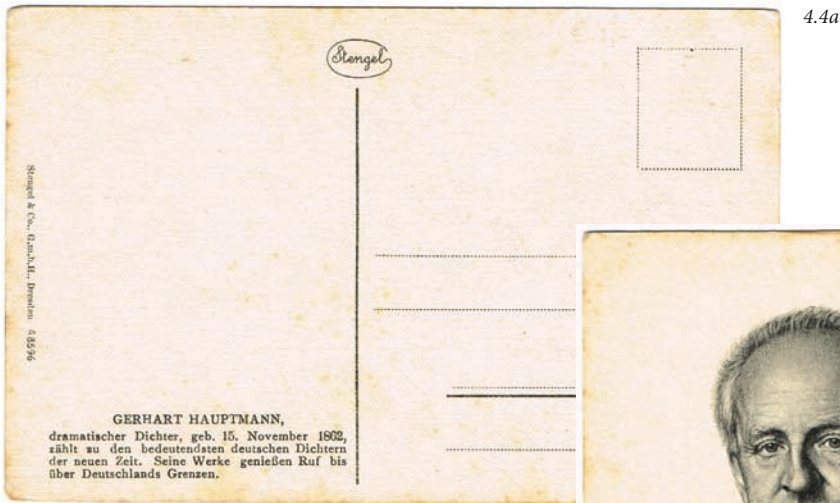 4.4a
Stengel
Stengel & Co., G.m.b.H., Dresden 48596
GERHART HAUPTMANN,
dramatischer Dichter, geb. 15. November 1862,
zählt zu den bedeutendsten deutschen Dichtern
der neuen Zeit. Seine Werke genießen Ruf bis
über Deutschlands Grenzen.